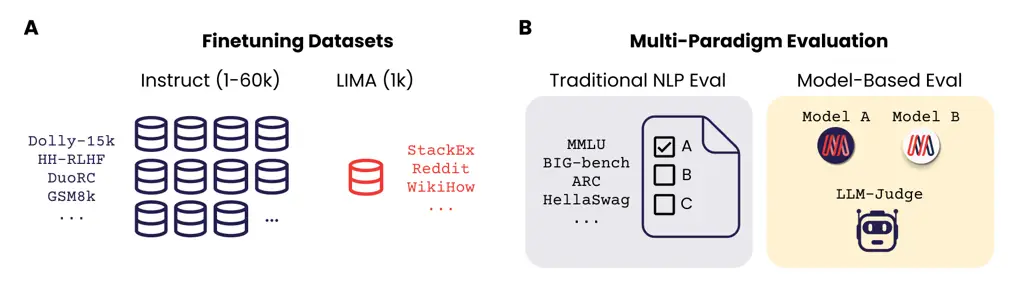 A
Finetuning Datasets
Instruct (1-60k)
LIMA (1k)
Dolly-15k
HH-RLHF
DuoRC
GSM8k
...
...
StackEx
Reddit
WikiHow
...
B
Multi-Paradigm Evaluation
Traditional NLP Eval
MMLU
BIG-bench
ARC
HellaSwag
...
A
B
C
Model-Based Eval
Model A
Model B
LLM-Judge